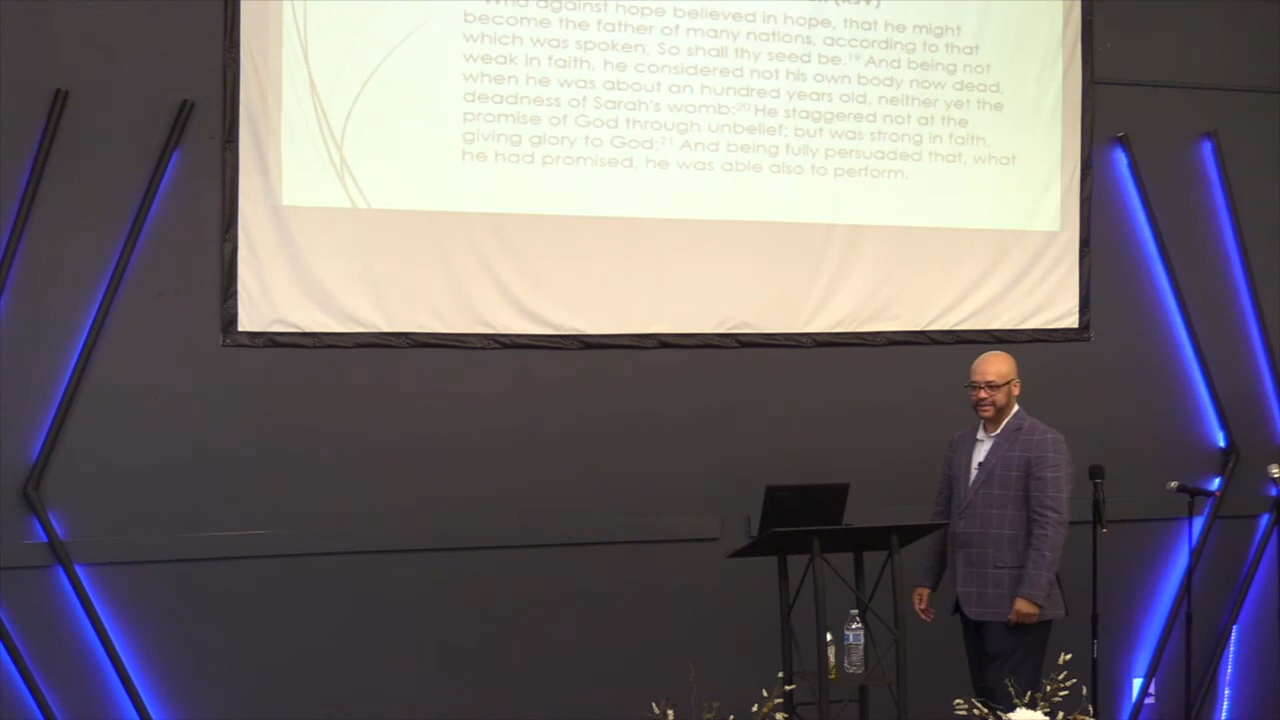 (KJV)
Who against hope believed in hope, that he might
become the father of many nations, according to that
which was spoken, So shall thy seed be.¹⁹ And being not
weak in faith, he considered not his own body now dead,
when he was about an hundred years old, neither yet the
deadness of Sarah's womb:²⁰ He staggered not at the
promise of God through unbelief; but was strong in faith,
giving glory to God;²¹ And being fully persuaded that, what
he had promised, he was able also to perform.